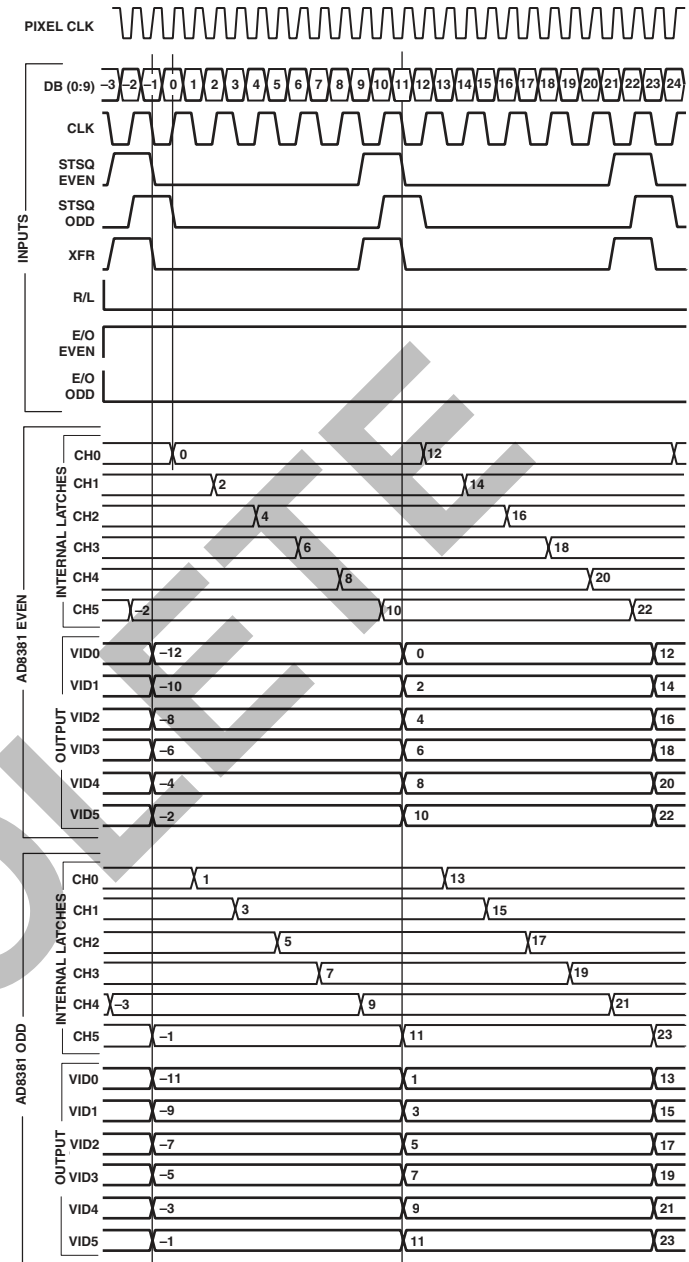 PIXEL CLK
DB (0:9) –3 –2 –1 0 1 2 3 4 5 6 7 8 9 10 11 12 13 14 15 16 17 18 19 20 21 22 23 24
CLK
STSQ
EVEN
STSQ
ODD
XFR
R/L
E/O
EVEN
E/O
ODD
INPUTS
CH0 0 12
CH1 2 14
CH2 4 16
CH3 6 18
CH4 8 20
CH5 –2 10 22
INTERNAL LATCHES
VID0 –12 0 12
VID1 –10 2 14
VID2 –8 4 16
VID3 –6 6 18
VID4 –4 8 20
VID5 –2 10 22
OUTPUT
AD8381 EVEN
CH0 1 13
CH1 3 15
CH2 5 17
CH3 7 19
CH4 –3 9 21
CH5 –1 11 23
INTERNAL LATCHES
VID0 –11 1 13
VID1 –9 3 15
VID2 –7 5 17
VID3 –5 7 19
VID4 –3 9 21
VID5 –1 11 23
OUTPUT
AD8381 ODD
OLETE